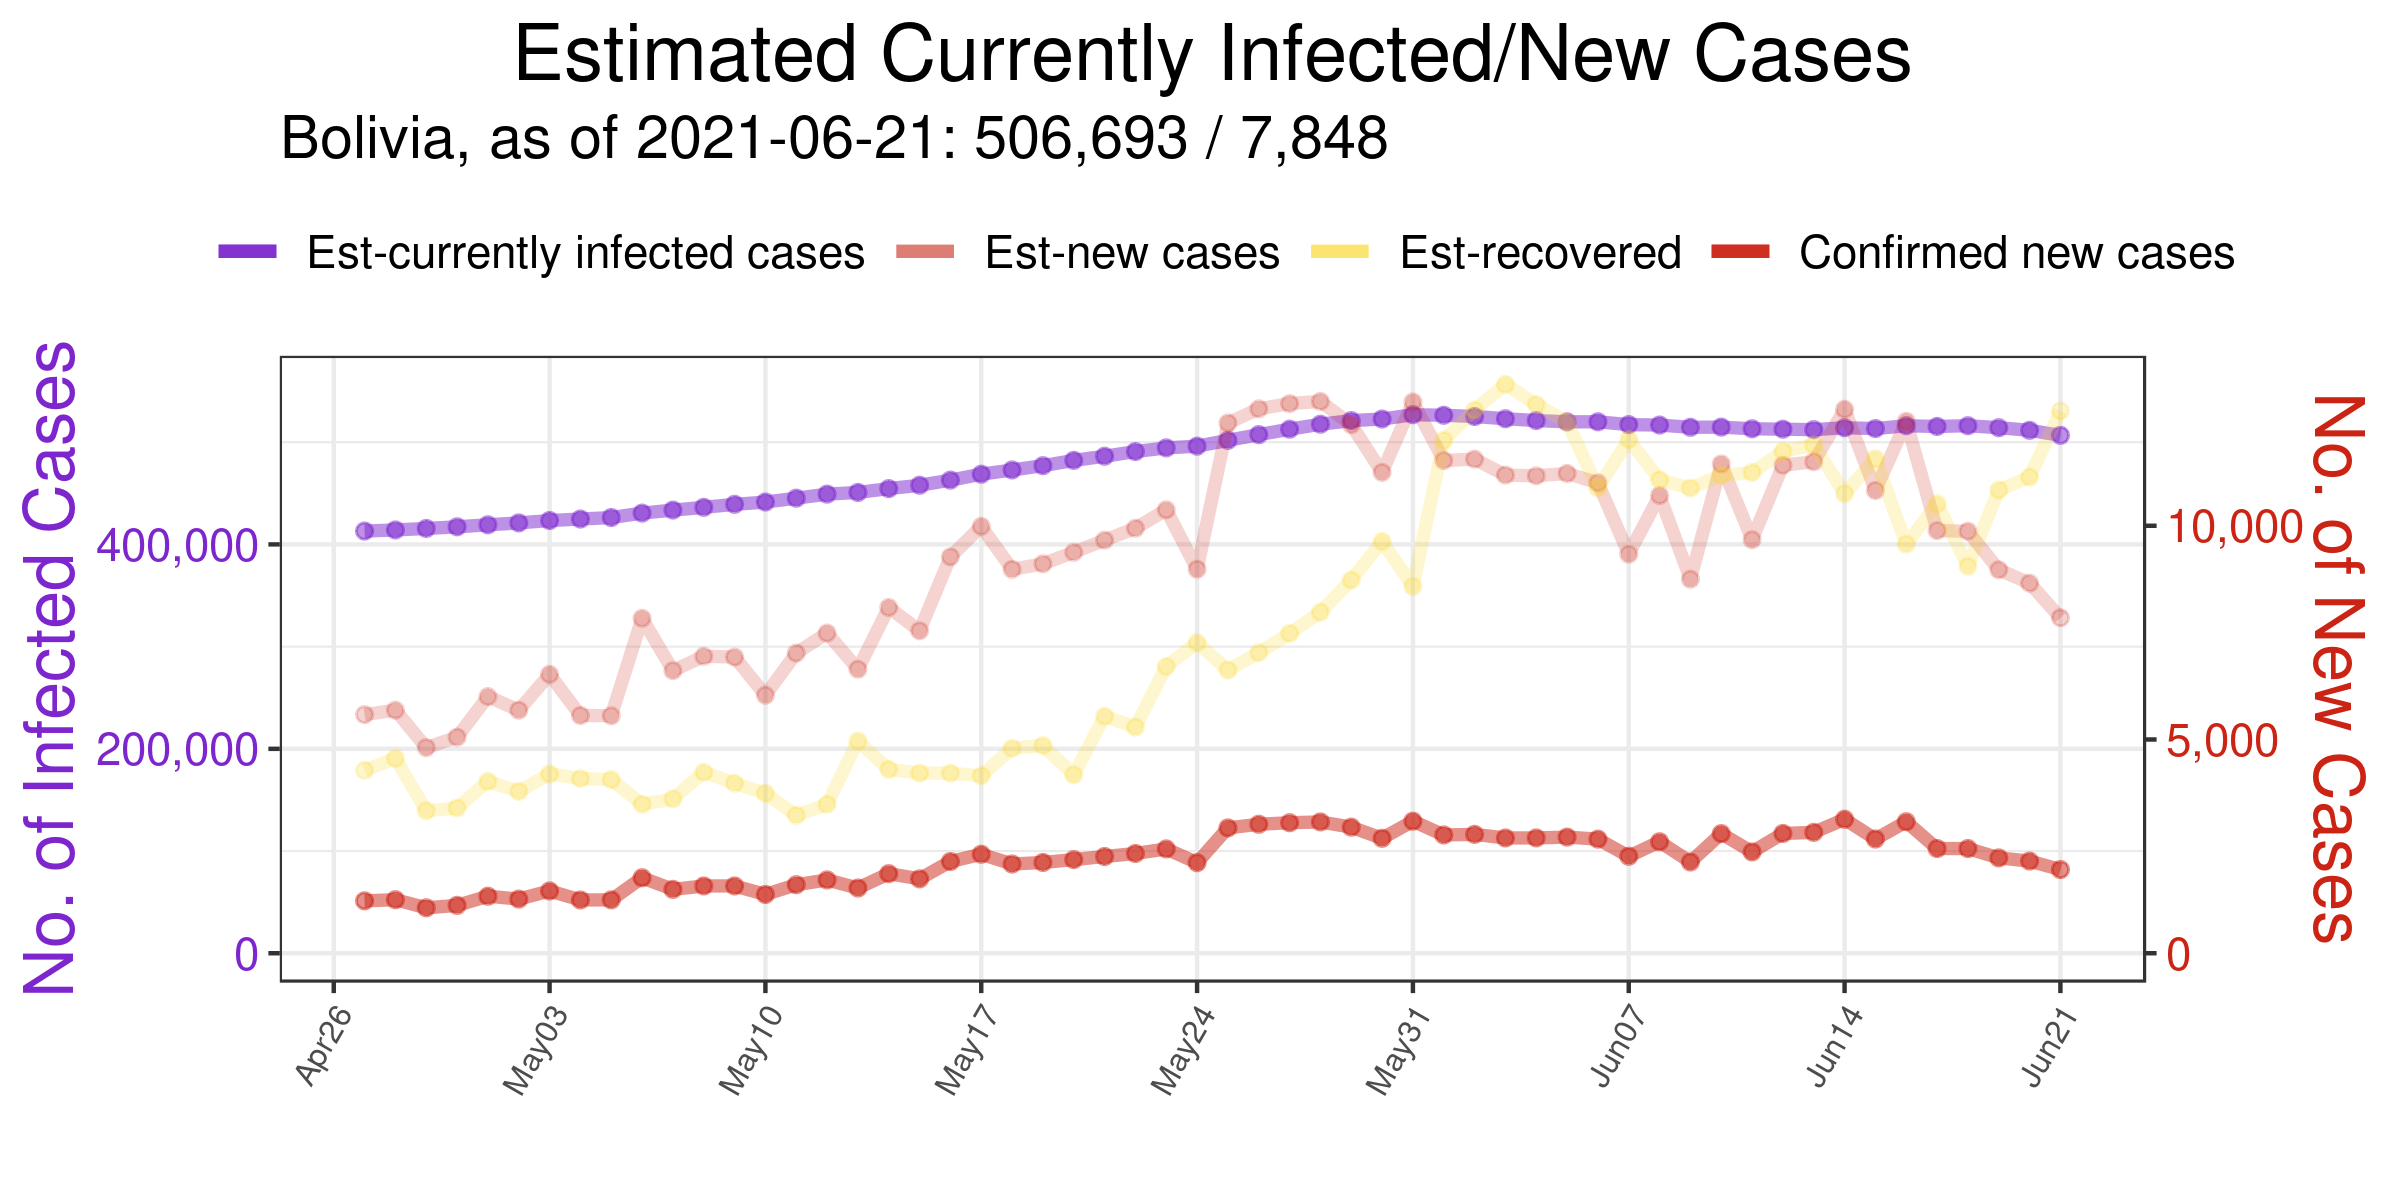 Estimated Currently Infected/New Cases
Bolivia, as of 2021-06-21: 506,693 / 7,848
Est-currently infected cases Est-new cases Est-recovered Confirmed new cases
No. of Infected Cases
400,000
200,000
0
10,000
5,000
0
No. of New Cases
Apr26 May03 May10 May17 May24 May31 Jun07 Jun14 Jun21